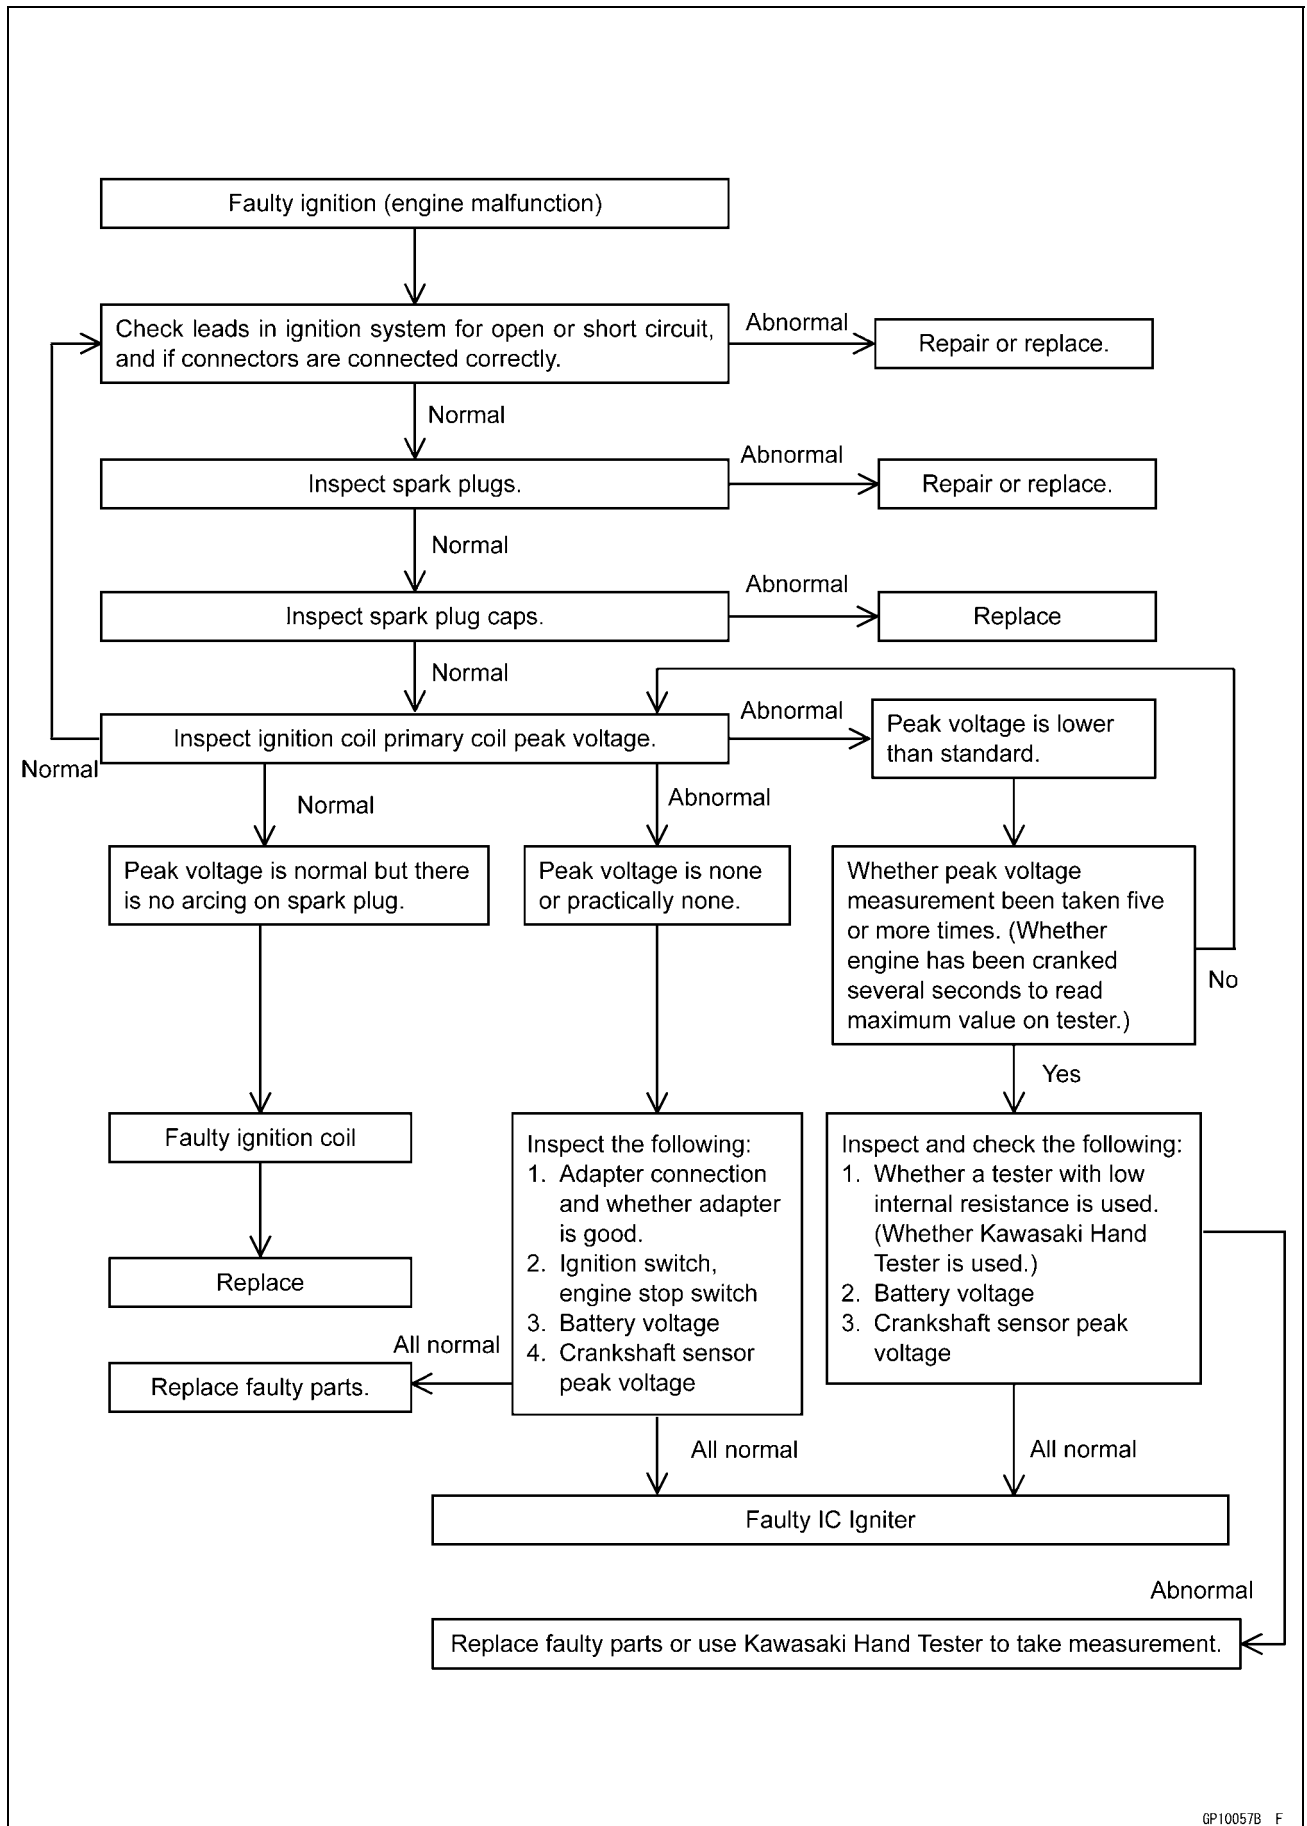 Faulty ignition (engine malfunction)
Check leads in ignition system for open or short circuit,
and if connectors are connected correctly.
Abnormal
Repair or replace.
Normal
Inspect spark plugs.
Abnormal
Repair or replace.
Normal
Inspect spark plug caps.
Abnormal
Replace
Normal
Inspect ignition coil primary coil peak voltage.
Abnormal
Peak voltage is lower
than standard.
Normal
Normal
Abnormal
Peak voltage is normal but there
is no arcing on spark plug.
Peak voltage is none
or practically none.
Whether peak voltage
measurement been taken five
or more times. (Whether
engine has been cranked
several seconds to read
maximum value on tester.)
No
Yes
Faulty ignition coil
Replace
Inspect the following:
1. Adapter connection
and whether adapter
is good.
2. Ignition switch,
engine stop switch
3. Battery voltage
4. Crankshaft sensor
peak voltage
Inspect and check the following:
1. Whether a tester with low
internal resistance is used.
(Whether Kawasaki Hand
Tester is used.)
2. Battery voltage
3. Crankshaft sensor peak
voltage
All normal
Replace faulty parts.
All normal
All normal
Faulty IC Igniter
Abnormal
Replace faulty parts or use Kawasaki Hand Tester to take measurement.
GP10057B F